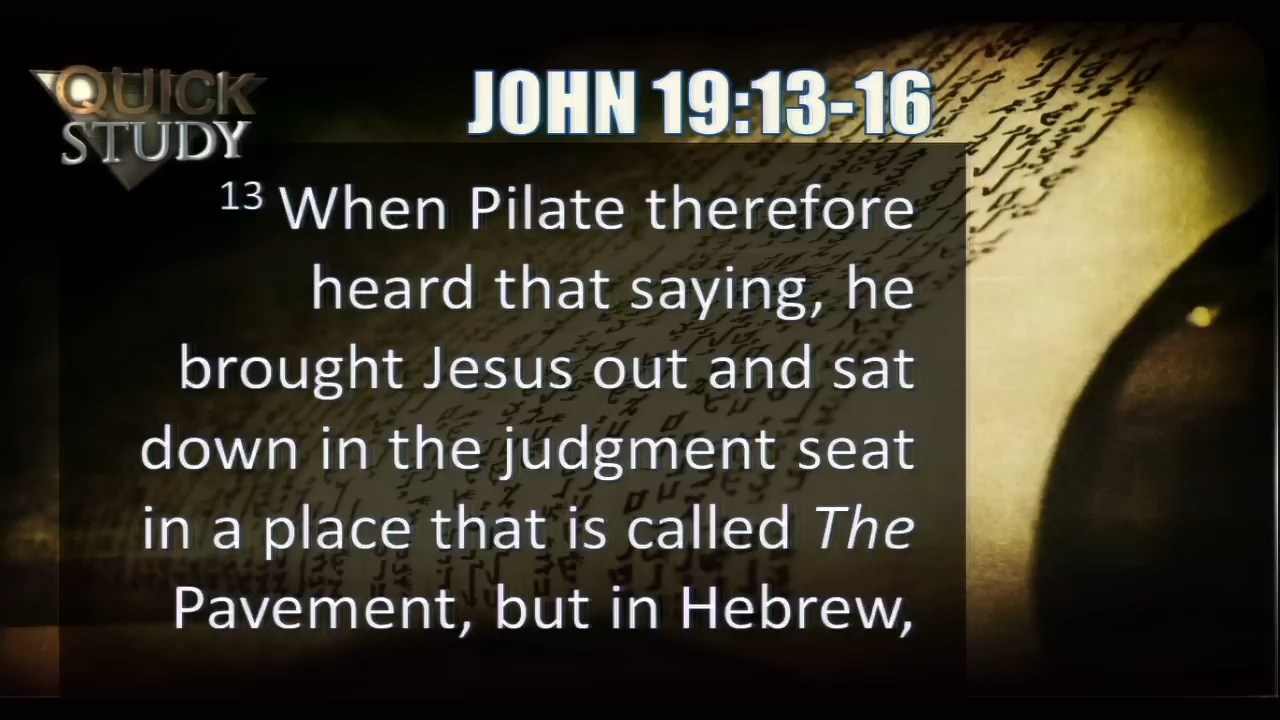 QUICK
STUDY
JOHN 19:13-16
13 When Pilate therefore
heard that saying, he
brought Jesus out and sat
down in the judgment seat
in a place that is called The
Pavement, but in Hebrew,